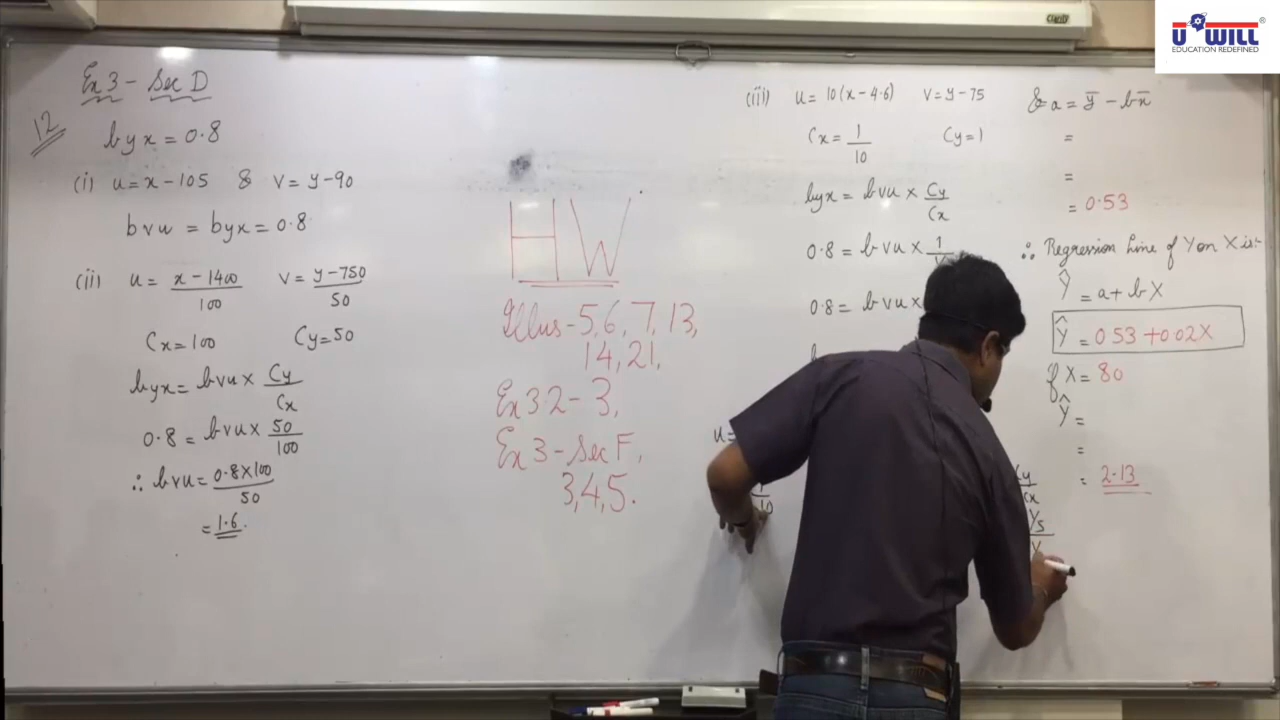 U WILL
EDUCATION REDEFINED
Ex 3 - Sec D
12
byx = 0.8
(i) u = x - 105 & v = y - 90
bvu = byx = 0.8
(ii) u = x - 1400 / 100 v = y - 750 / 50
Cx = 100 Cy = 50
byx = bvu × Cy / Cx
0.8 = bvu × 50 / 100
∴ bvu = 0.8 × 100 / 50
= 1.6
HW
Illus - 5, 6, 7, 13,
14, 21,
Ex 3.2 - 3,
Ex 3 - Sec F,
3, 4, 5.
(iii) u = 10(x - 4.6) v = y - 75
Cx = 1 / 10 Cy = 1
byx = bvu × Cy / Cx
0.8 = bvu × 1
0.8 = bvu ×
u =
10
Cy / Cx
& a = y̅ - bx̅
=
=
= 0.53
∴ Regression line of Y on X is:-
Ŷ = a + bX
Ŷ = 0.53 + 0.02X
If X = 80
Ŷ =
=
= 2.13